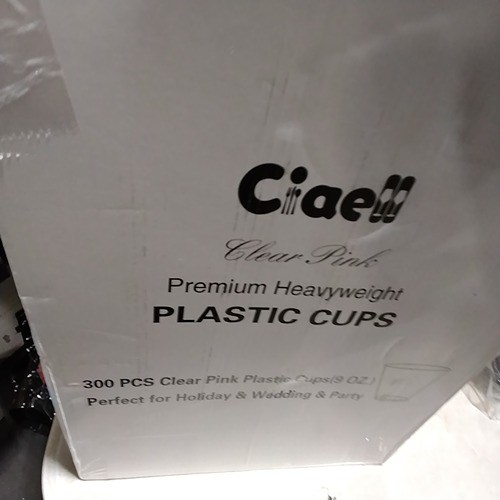 Ciaell
Clear Pink
Premium Heavyweight
PLASTIC CUPS
300 PCS Clear Pink Plastic Cups(9 OZ.)
Perfect for Holiday & Wedding & Party